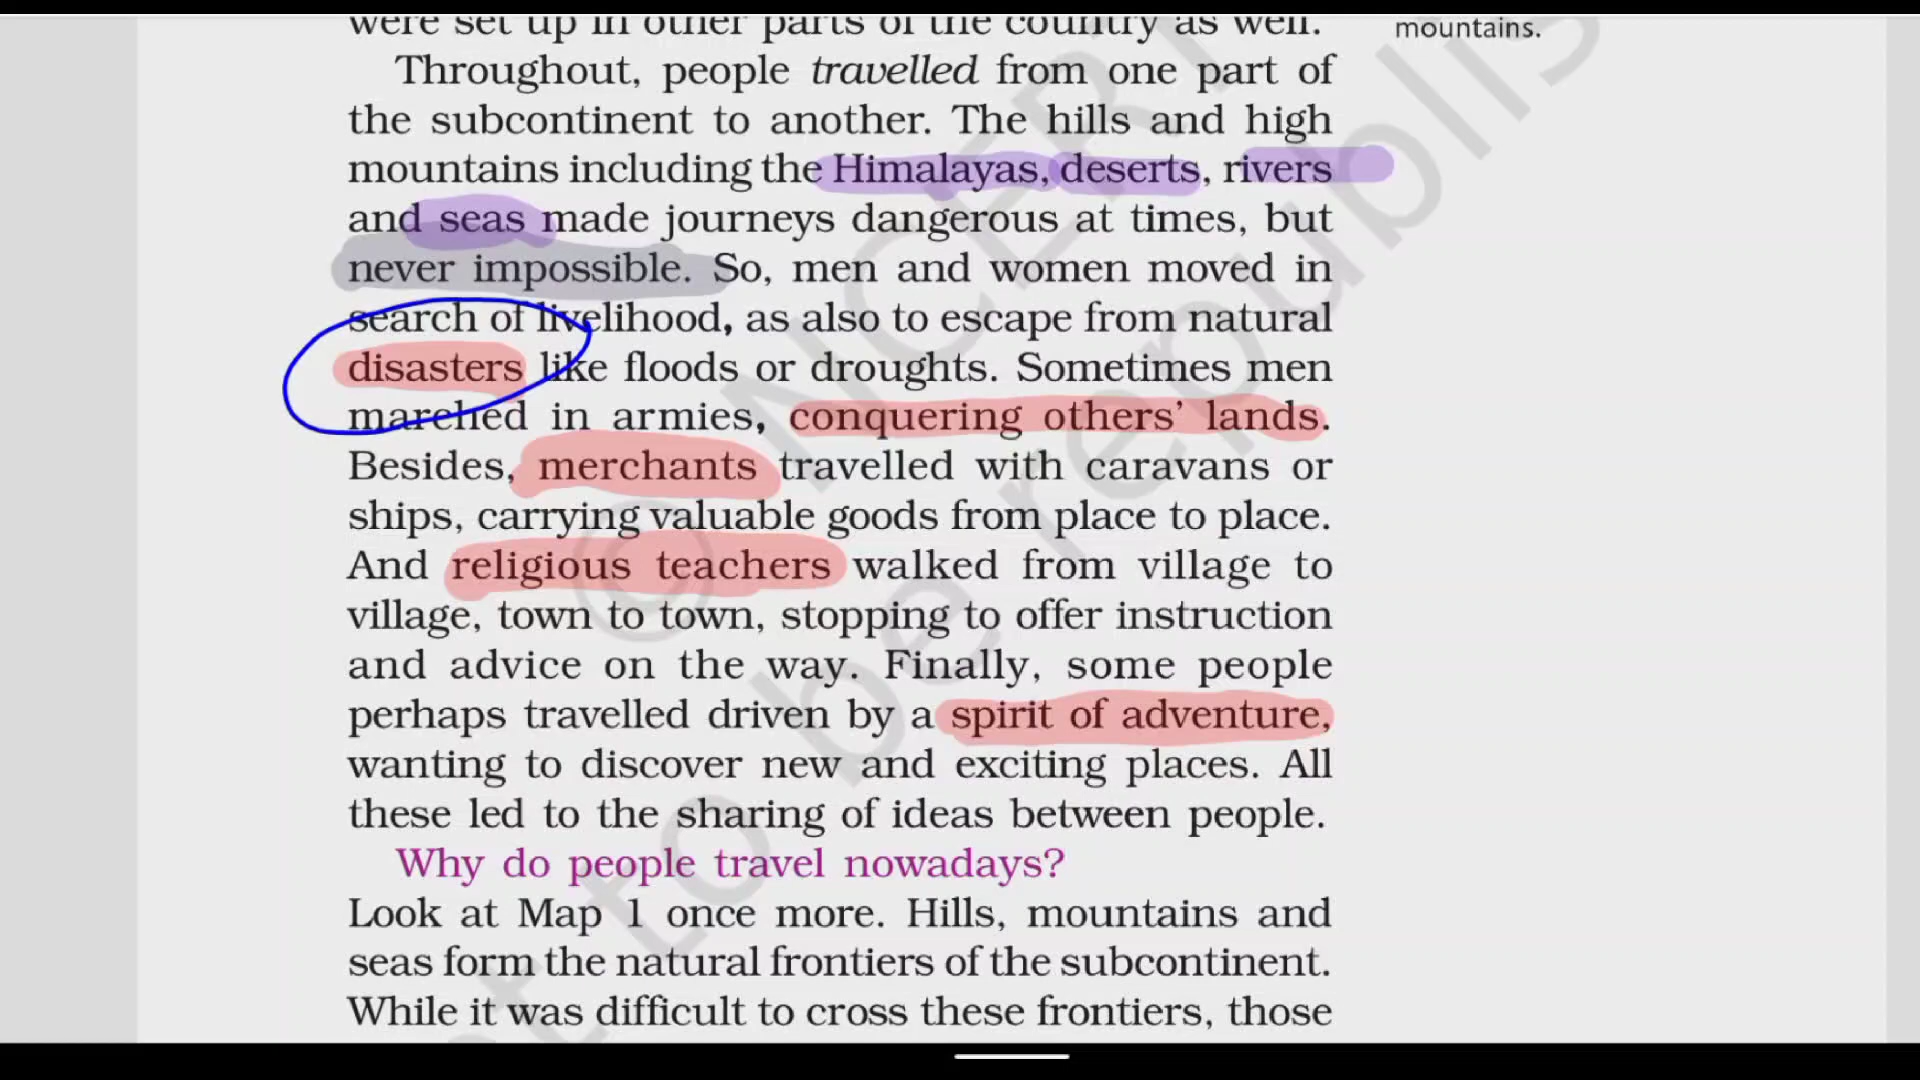 were set up in other parts of the country as well.
mountains.
Throughout, people travelled from one part of
the subcontinent to another. The hills and high
mountains including the Himalayas, deserts, rivers
and seas made journeys dangerous at times, but
never impossible. So, men and women moved in
search of livelihood, as also to escape from natural
disasters like floods or droughts. Sometimes men
marched in armies, conquering others’ lands.
Besides, merchants travelled with caravans or
ships, carrying valuable goods from place to place.
And religious teachers walked from village to
village, town to town, stopping to offer instruction
and advice on the way. Finally, some people
perhaps travelled driven by a spirit of adventure,
wanting to discover new and exciting places. All
these led to the sharing of ideas between people.
Why do people travel nowadays?
Look at Map 1 once more. Hills, mountains and
seas form the natural frontiers of the subcontinent.
While it was difficult to cross these frontiers, those
© NCERT
be republis